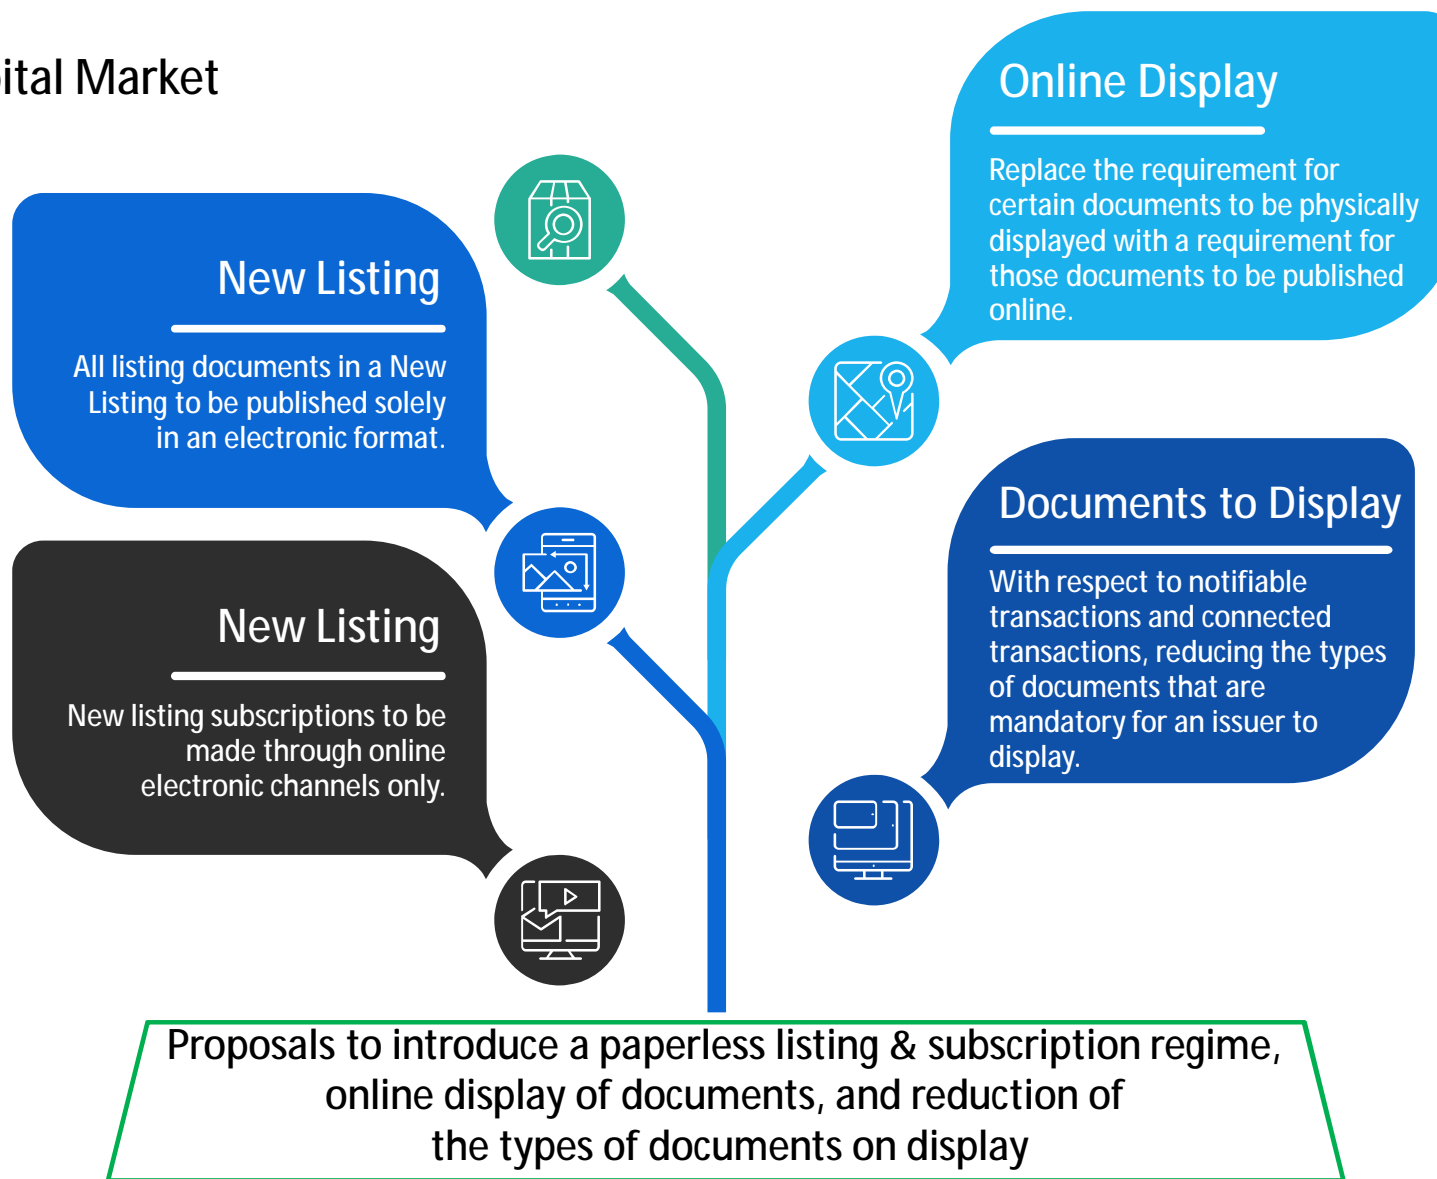 ital Market
New Listing
All listing documents in a New
Listing to be published solely
in an electronic format.
New Listing
New listing subscriptions to be
made through online
electronic channels only.
Online Display
Replace the requirement for
certain documents to be physically
displayed with a requirement for
those documents to be published
online.
Documents to Display
With respect to notifiable
transactions and connected
transactions, reducing the types
of documents that are
mandatory for an issuer to
display.
Proposals to introduce a paperless listing & subscription regime,
online display of documents, and reduction of
the types of documents on display